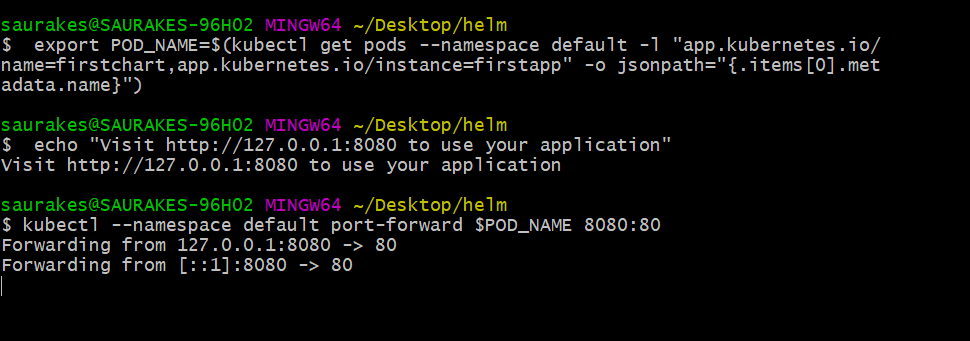 saurakes@SAURAKES-96H02 MINGW64 ~/Desktop/helm
$  export POD_NAME=$(kubectl get pods --namespace default -l "app.kubernetes.io/
name=firstchart,app.kubernetes.io/instance=firstapp" -o jsonpath="{.items[0].met
adata.name}")
saurakes@SAURAKES-96H02 MINGW64 ~/Desktop/helm
$  echo "Visit http://127.0.0.1:8080 to use your application"
Visit http://127.0.0.1:8080 to use your application
saurakes@SAURAKES-96H02 MINGW64 ~/Desktop/helm
$ kubectl --namespace default port-forward $POD_NAME 8080:80
Forwarding from 127.0.0.1:8080 -> 80
Forwarding from [::1]:8080 -> 80